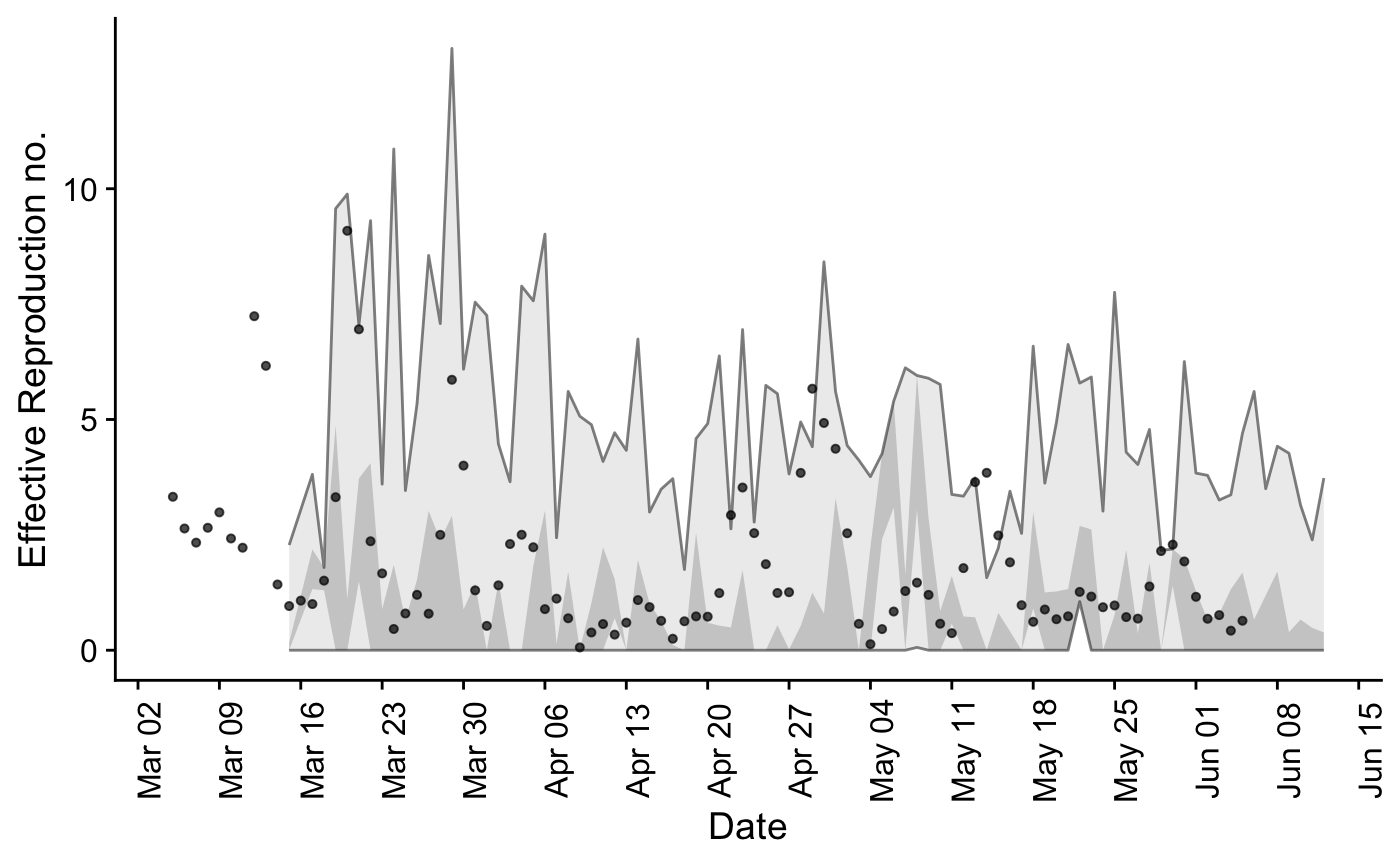 Effective Reproduction no.
10
5
0
Mar 02
Mar 09
Mar 16
Mar 23
Mar 30
Apr 06
Apr 13
Apr 20
Apr 27
May 04
May 11
May 18
May 25
Jun 01
Jun 08
Jun 15
Date